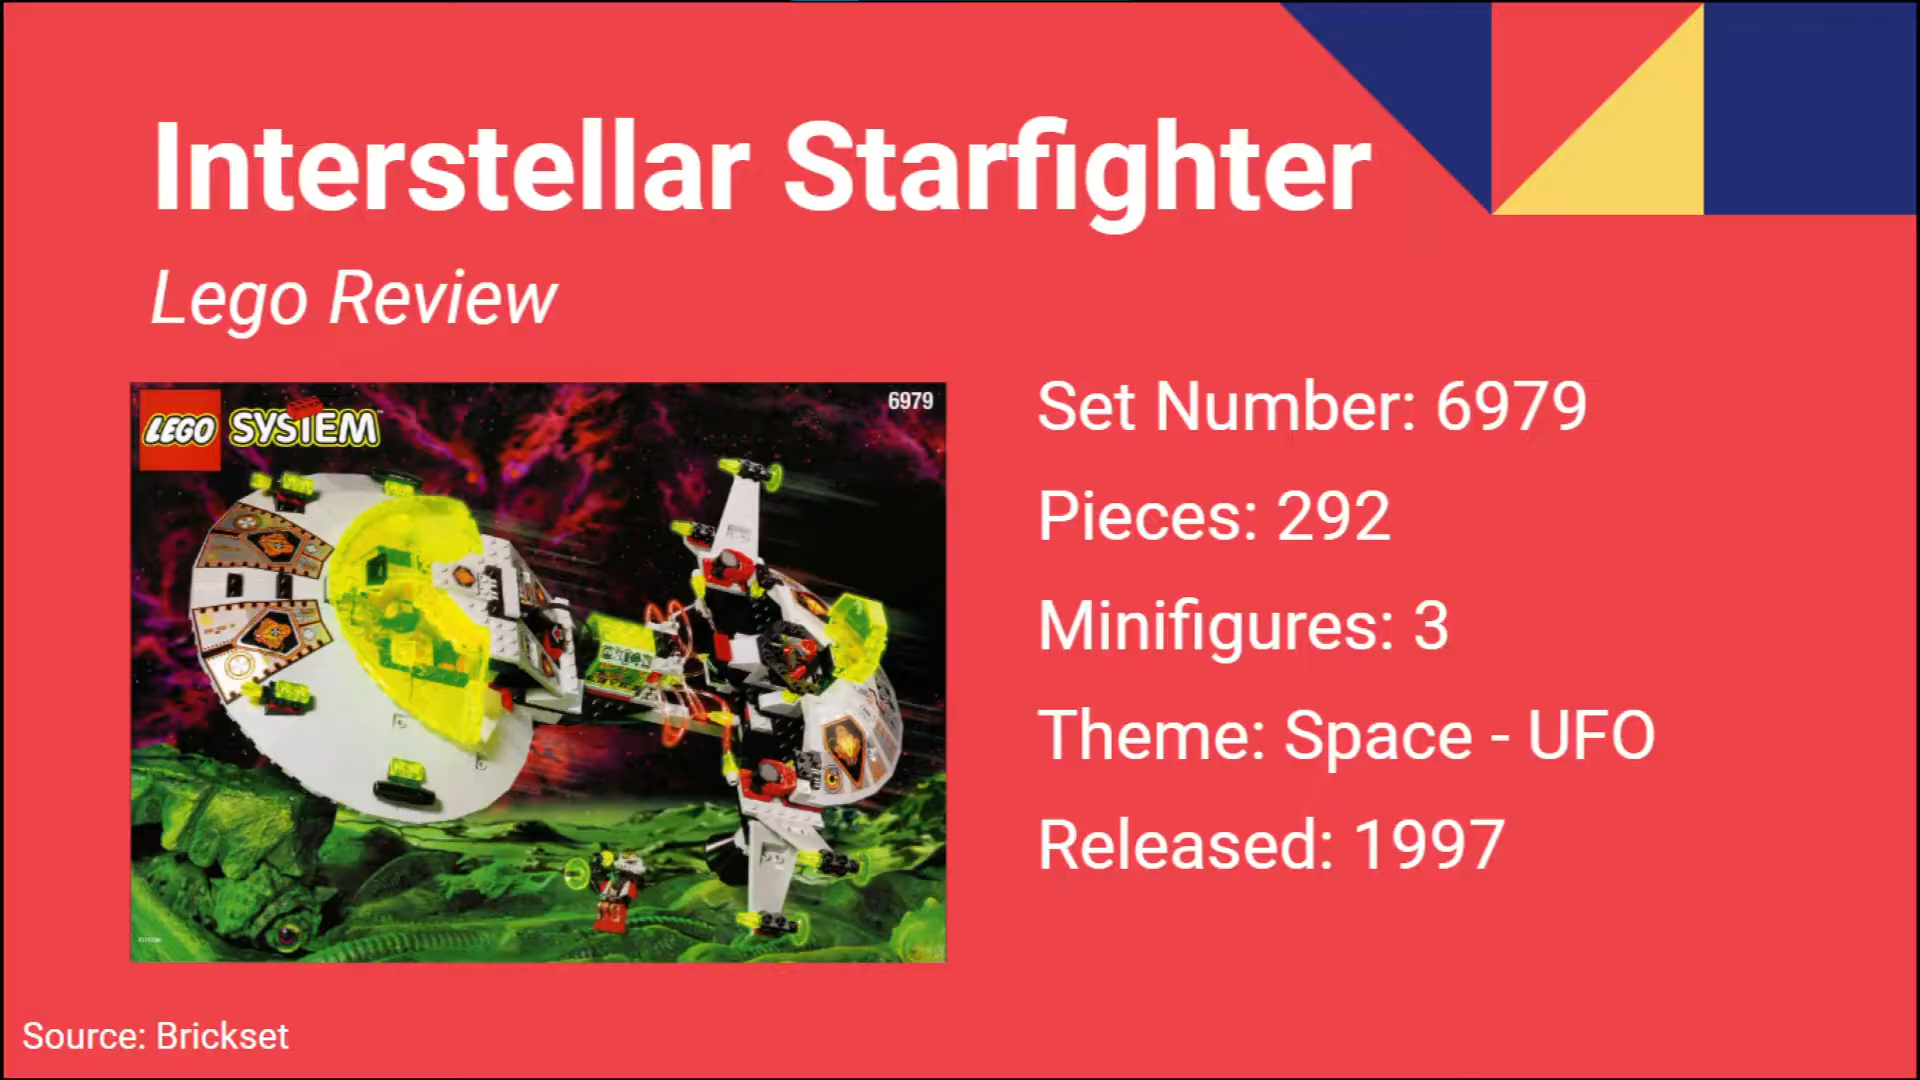 Interstellar Starfighter
Lego Review
LEGO SYSTEM
6979
Set Number: 6979
Pieces: 292
Minifigures: 3
Theme: Space - UFO
Released: 1997
Source: Brickset